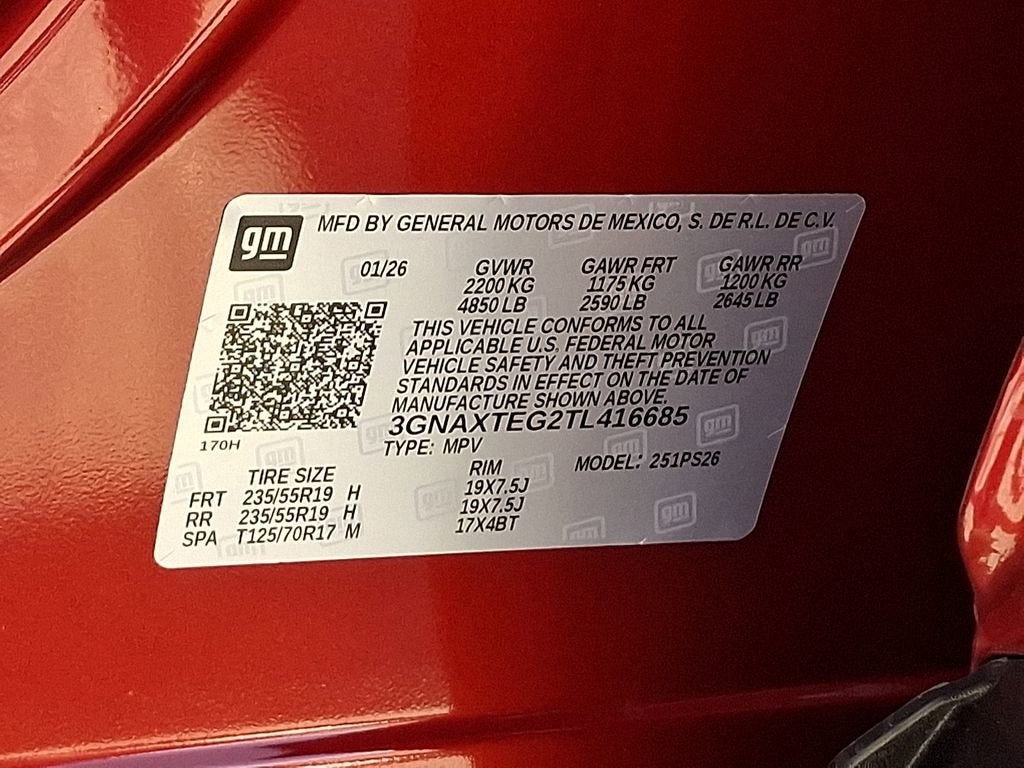 gm MFD BY GENERAL MOTORS DE MEXICO, S. DE R.L. DE C.V.
01/26 GVWR GAWR FRT GAWR RR
2200 KG 1175 KG 1200 KG
4850 LB 2590 LB 2645 LB
THIS VEHICLE CONFORMS TO ALL
APPLICABLE U.S. FEDERAL MOTOR
VEHICLE SAFETY AND THEFT PREVENTION
STANDARDS IN EFFECT ON THE DATE OF
MANUFACTURE SHOWN ABOVE.
3GNAXTEG2TL416685
170H
TYPE: MPV MODEL: 251PS26
TIRE SIZE RIM
FRT 235/55R19 H 19X7.5J
RR 235/55R19 H 19X7.5J
SPA T125/70R17 M 17X4BT